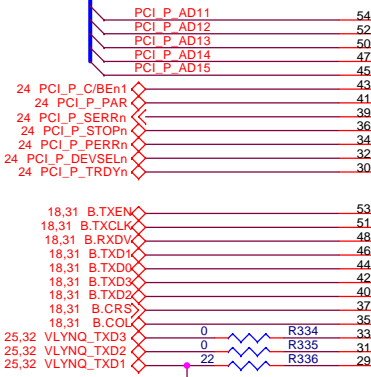 PCI_P_AD11 54
PCI_P_AD12 52
PCI_P_AD13 50
PCI_P_AD14 47
PCI_P_AD15 45
24 PCI_P_C/BEn1 43
24 PCI_P_PAR 41
24 PCI_P_SERRn 39
24 PCI_P_STOPn 36
24 PCI_P_PERRn 34
24 PCI_P_DEVSELn 32
24 PCI_P_TRDYn 30
18,31 B.TXEN 53
18,31 B.TXCLK 51
18,31 B.RXDV 48
18,31 B.TXD1 46
18,31 B.TXD0 44
18,31 B.TXD3 42
18,31 B.TXD2 40
18,31 B.CRS 37
18,31 B.COL 35
25,32 VLYNQ_TXD3 0 R334 33
25,32 VLYNQ_TXD2 0 R335 31
25,32 VLYNQ_TXD1 22 R336 29